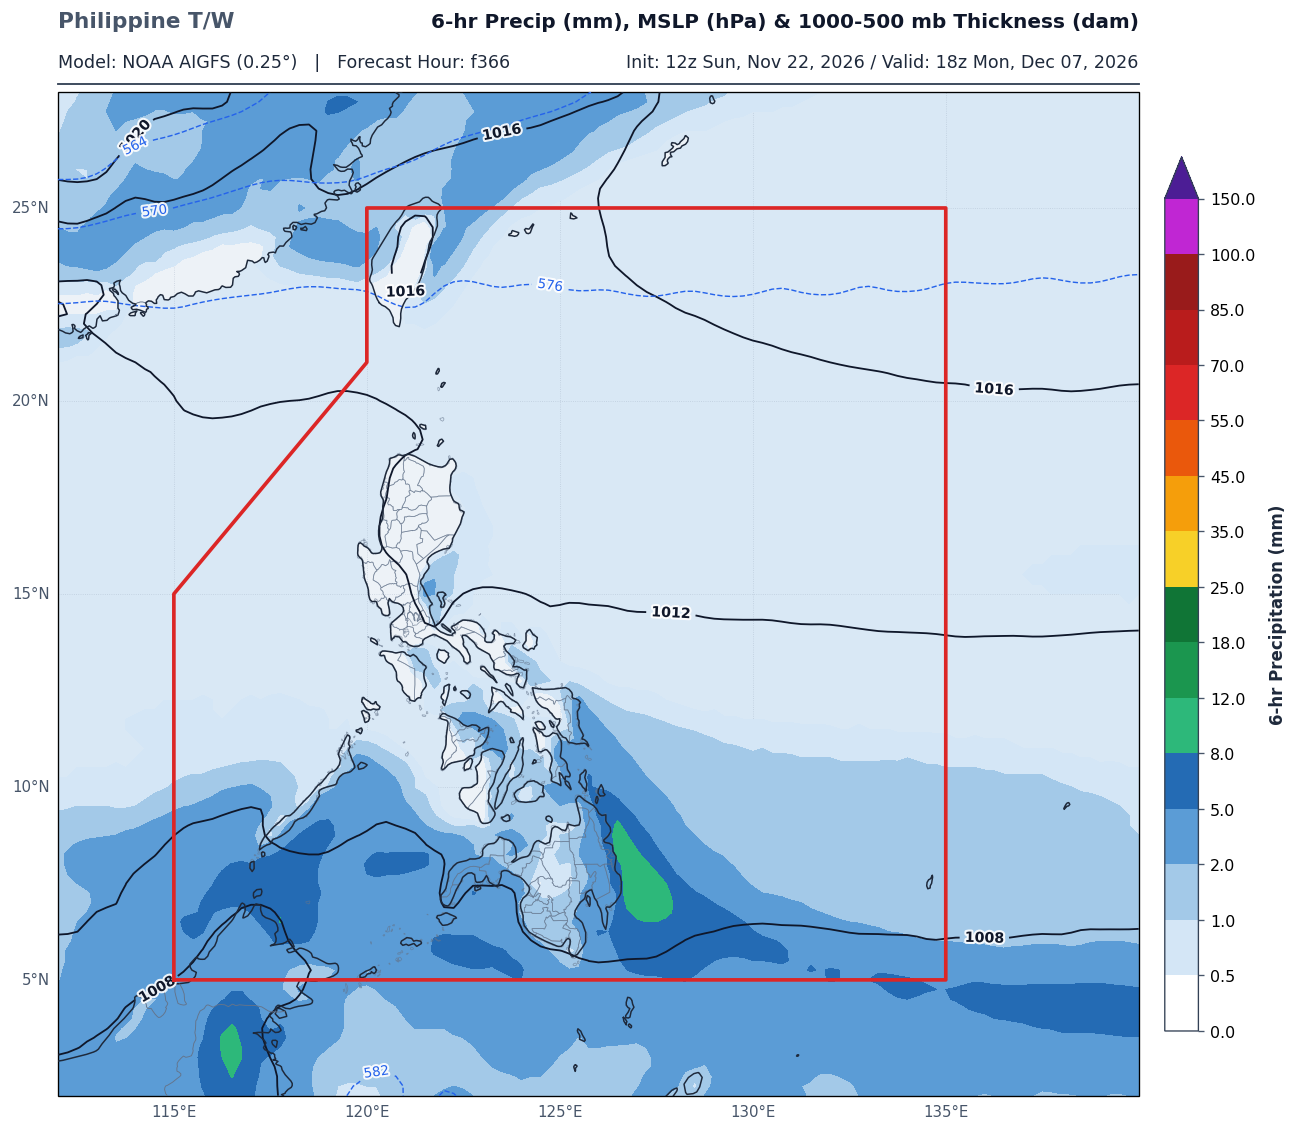 Philippine T/W
6-hr Precip (mm), MSLP (hPa) & 1000-500 mb Thickness (dam)
Model: NOAA AIGFS (0.25°) | Forecast Hour: f366
Init: 12z Sun, Nov 22, 2026 / Valid: 18z Mon, Dec 07, 2026
1020
564
1016
570
25°N
1016
576
20°N
1016
15°N
1012
10°N
5°N
1008
1008
582
115°E
120°E
125°E
130°E
135°E
150.0
100.0
85.0
70.0
55.0
45.0
35.0
25.0
18.0
12.0
8.0
5.0
2.0
1.0
0.5
0.0
6-hr Precipitation (mm)